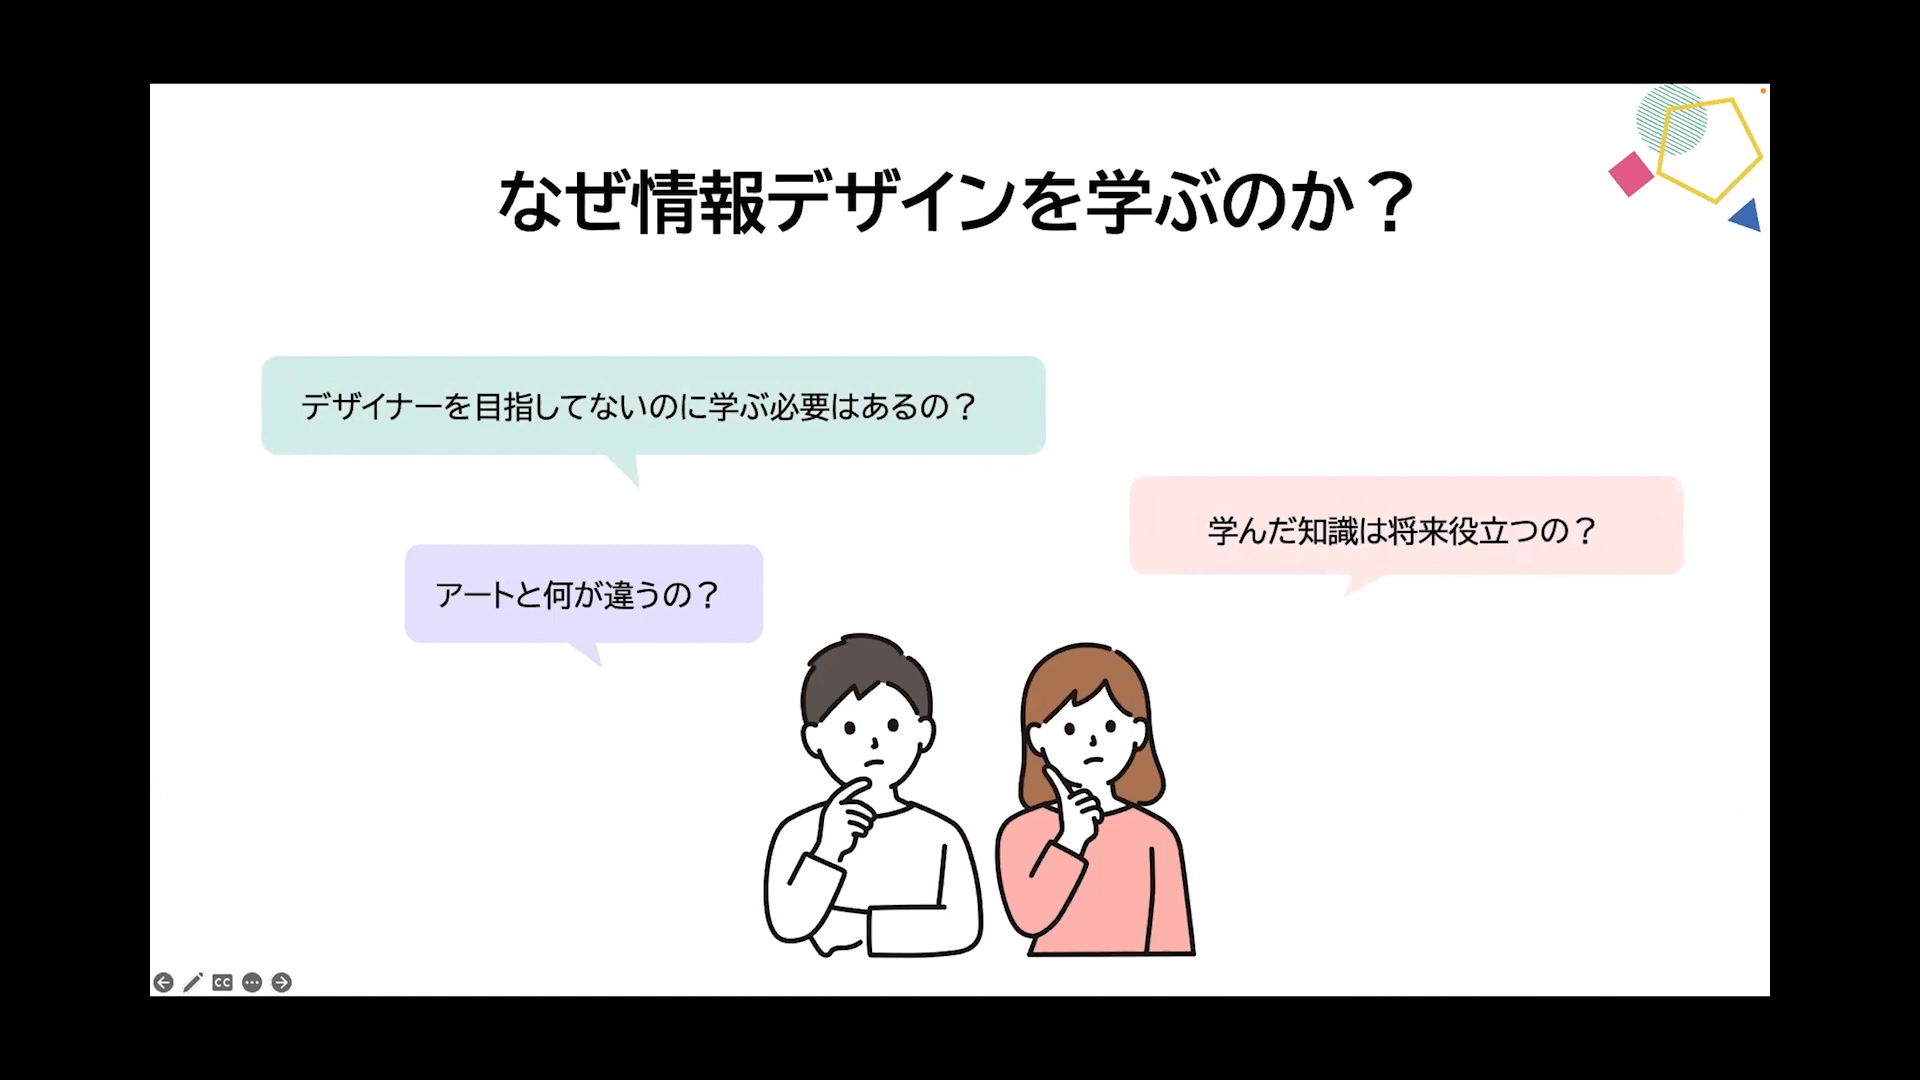 なぜ情報デザインを学ぶのか？
デザイナーを目指してないのに学ぶ必要はあるの？
学んだ知識は将来役立つの？
アートと何が違うの？
CC